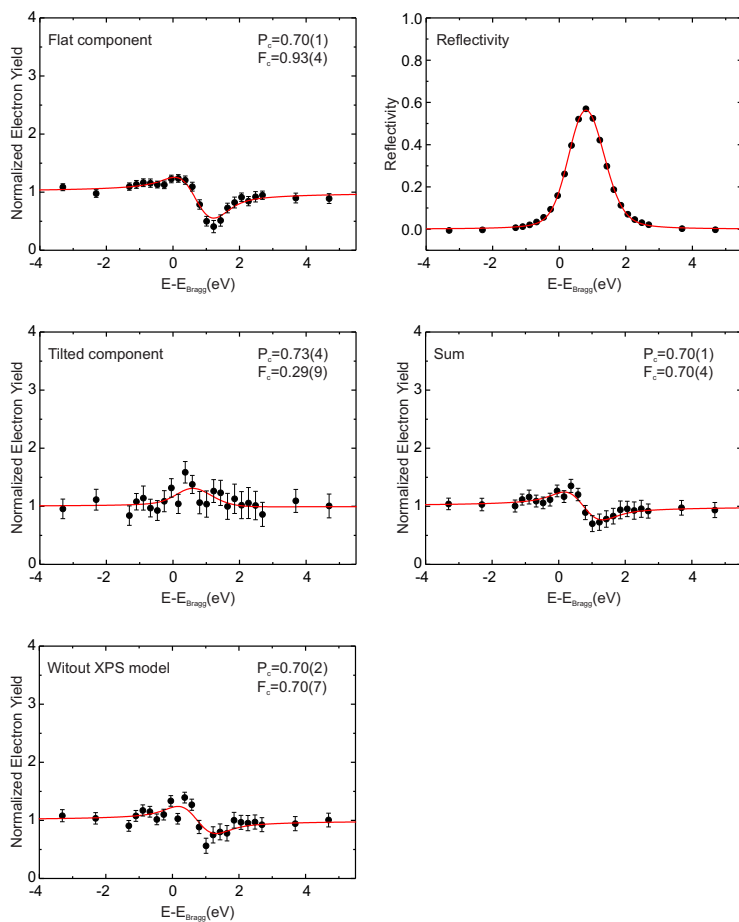 Flat component
P_c=0.70(1)
F_c=0.93(4)
Normalized Electron Yield
4
3
2
1
0
-4 -2 0 2 4
E-E_Bragg(eV)
Reflectivity
Reflectivity
1.0
0.8
0.6
0.4
0.2
0.0
-4 -2 0 2 4
E-E_Bragg(eV)
Tilted component
P_c=0.73(4)
F_c=0.29(9)
Normalized Electron Yield
4
3
2
1
0
-4 -2 0 2 4
E-E_Bragg(eV)
Sum
P_c=0.70(1)
F_c=0.70(4)
Normalized Electron Yield
4
3
2
1
0
-4 -2 0 2 4
E-E_Bragg(eV)
Witout XPS model
P_c=0.70(2)
F_c=0.70(7)
Normalized Electron Yield
4
3
2
1
0
-4 -2 0 2 4
E-E_Bragg(eV)